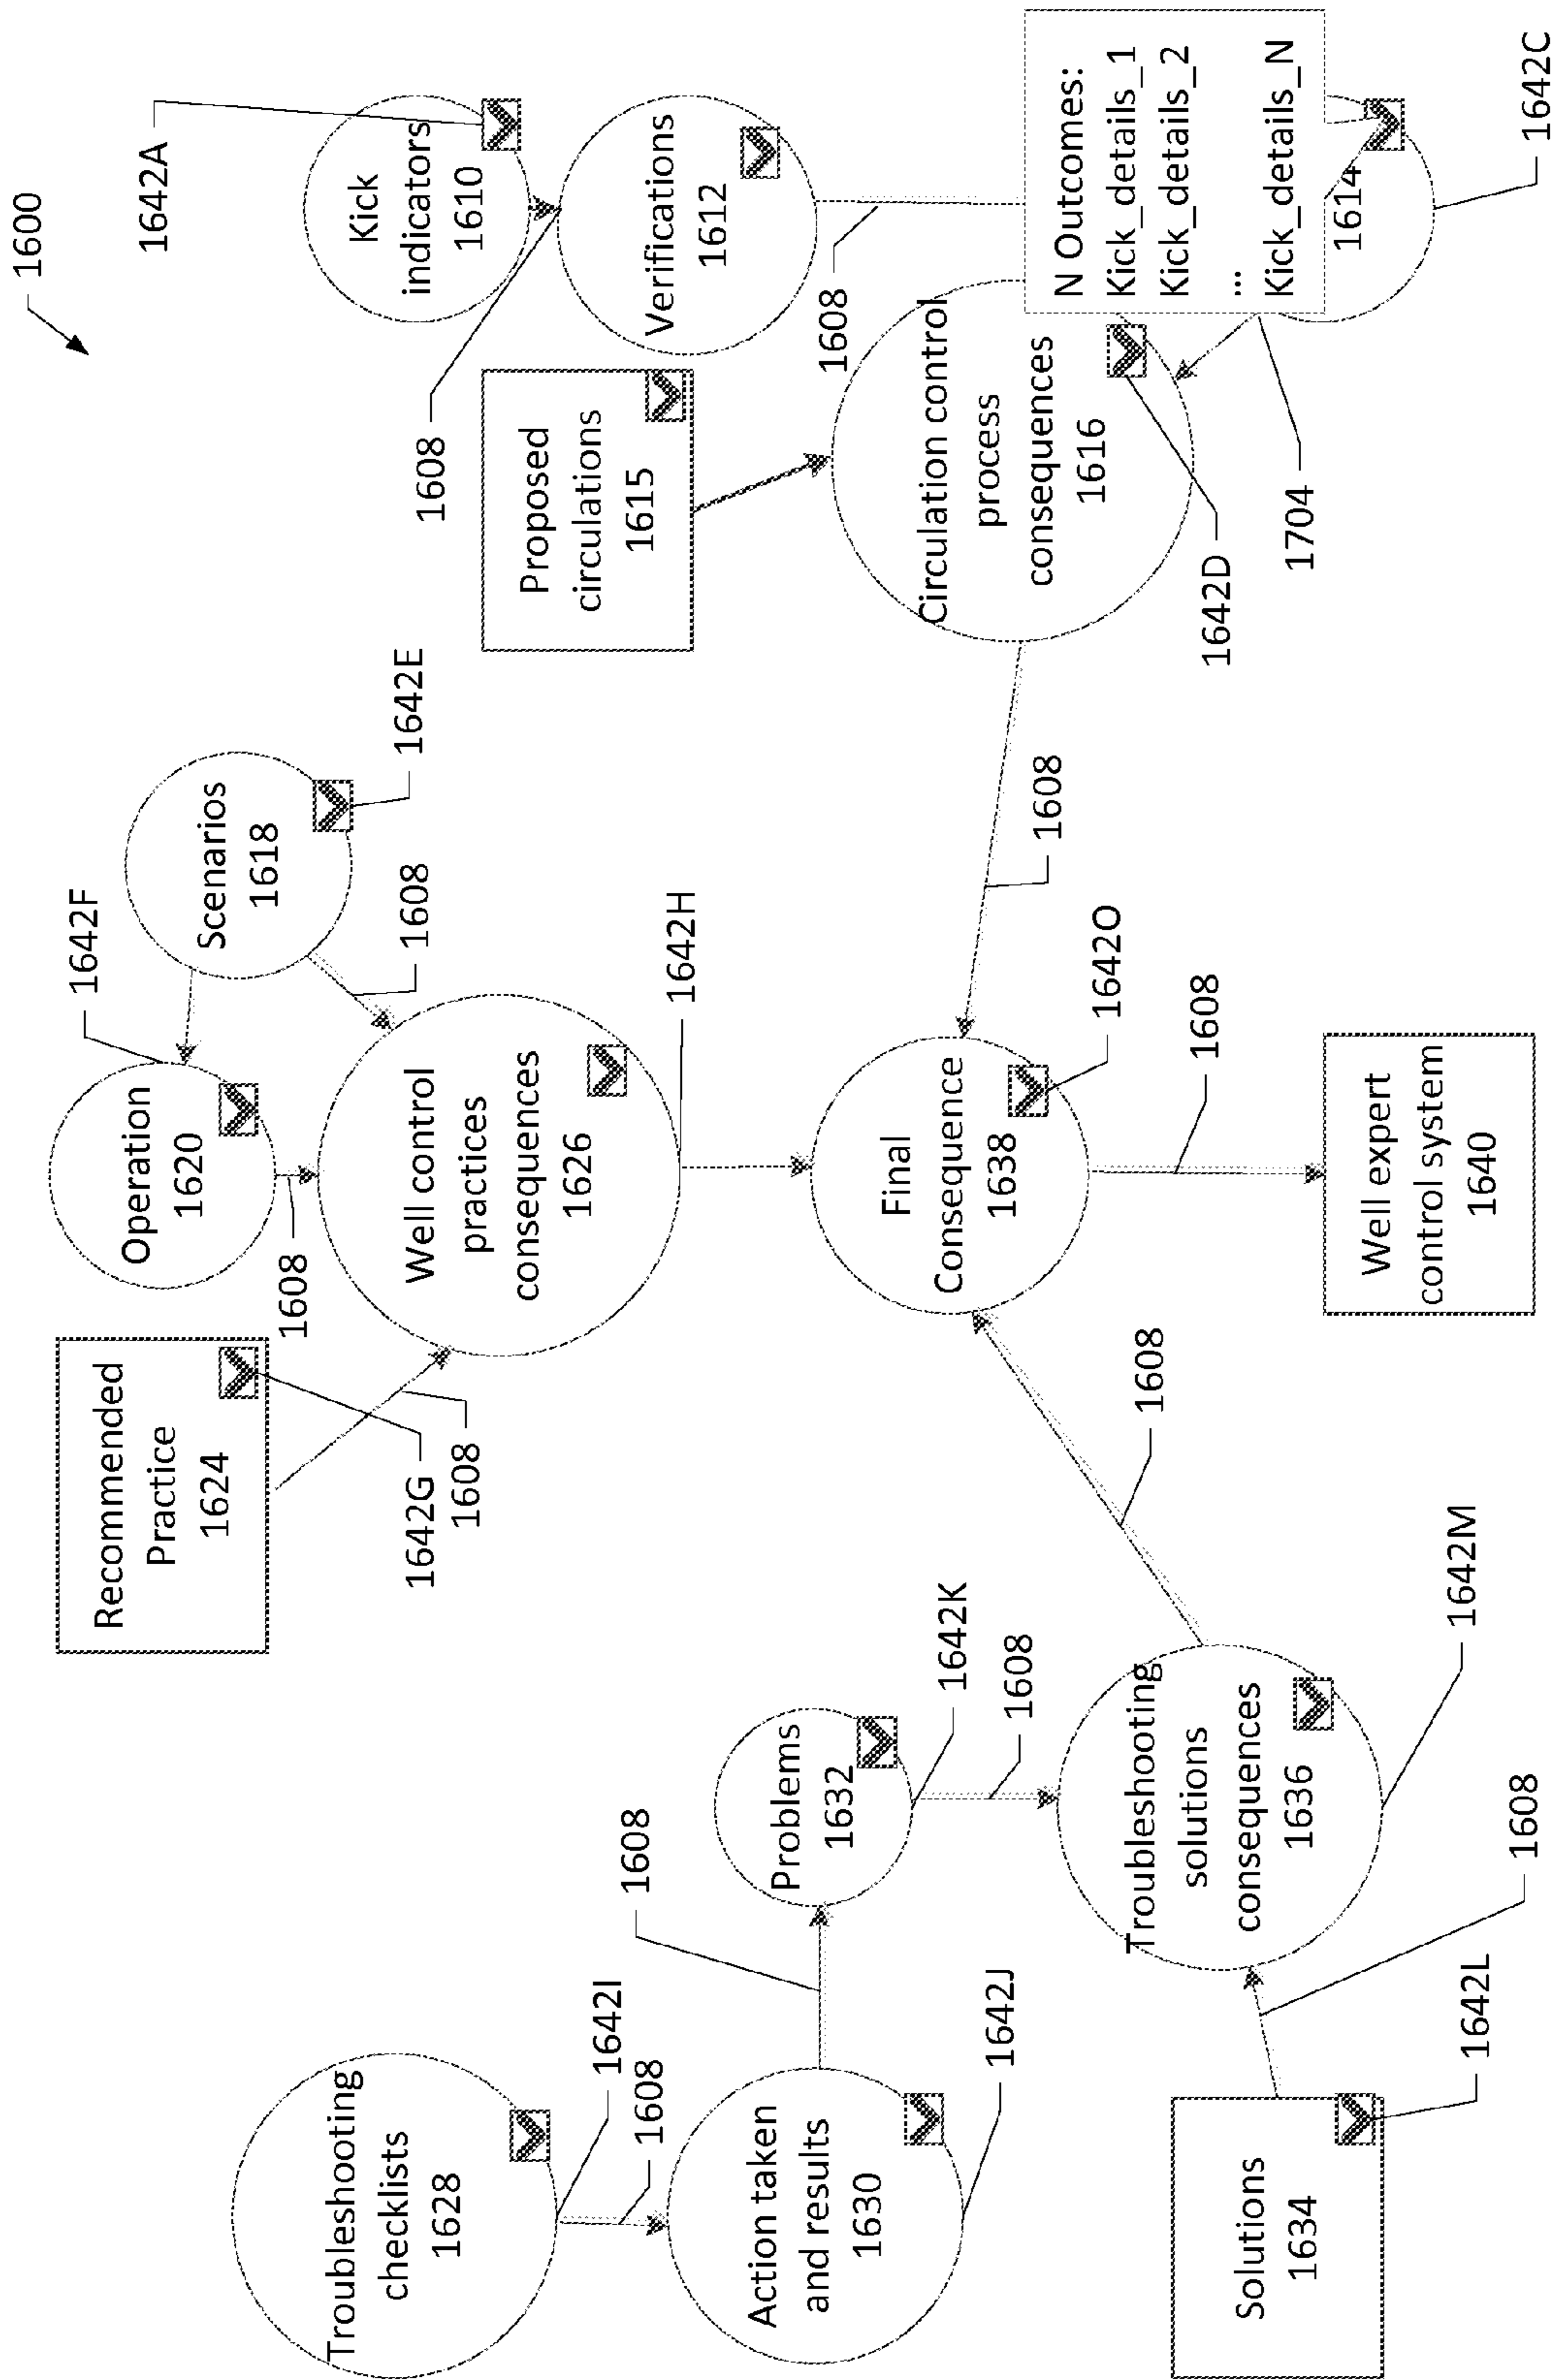 1600
Recommended
Practice
1624
1642F
Operation
1620
Scenarios
1618
1642A
Kick
indicators
1610
Troubleshooting
checklists
1628
1608
1642G
1608
1608
1642E
1608
Verifications
1612
1642I
1608
Well control
practices
consequences
1626
Proposed
circulations
1615
1608
1642H
1608
Action taken
and results
1630
1608
Problems
1632
1642K
1608
Final
Consequence
1638
1642O
1608
Circulation control
process
consequences
1616
N Outcomes:
Kick_details_1
Kick_details_2
...
Kick_details_N
1614
1642J
1608
1608
1642D
1704
Troubleshooting
solutions
consequences
1636
Solutions
1634
Well expert
control system
1640
1642L
1608
1642M
1642C